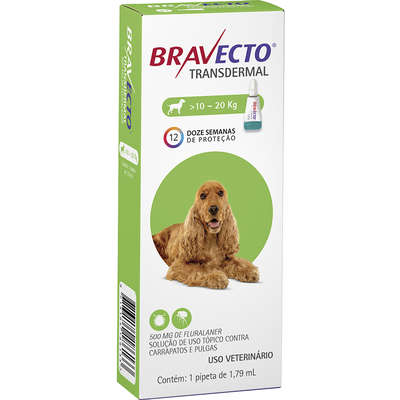 BRAVECTO
TRANSDERMAL
>10 – 20 Kg
12 DOZE SEMANAS
DE PROTEÇÃO
500 MG DE FLURALANER
SOLUÇÃO DE USO TÓPICO CONTRA
CARRAPATOS E PULGAS
USO VETERINÁRIO
Contém: 1 pipeta de 1,79 mL
BRAVECTO
TRANSDERMAL